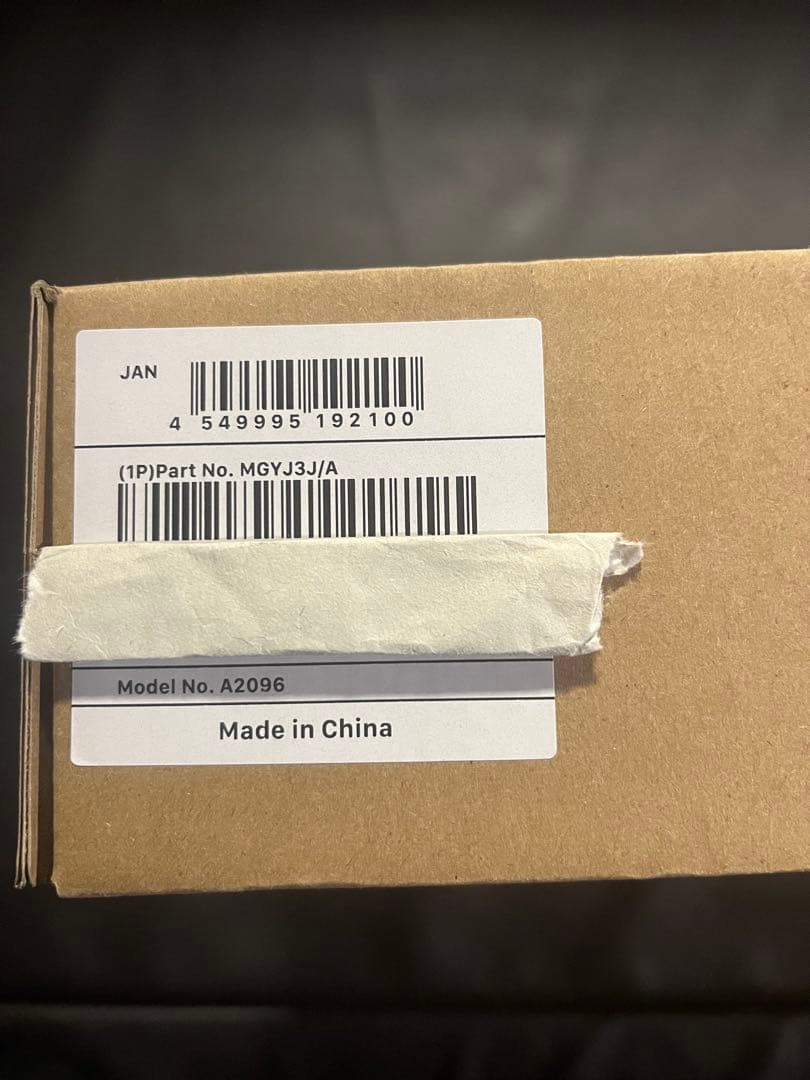 JAN
4 549995 192100
(1P)Part No. MGYJ3J/A
Model No. A2096
Made in China